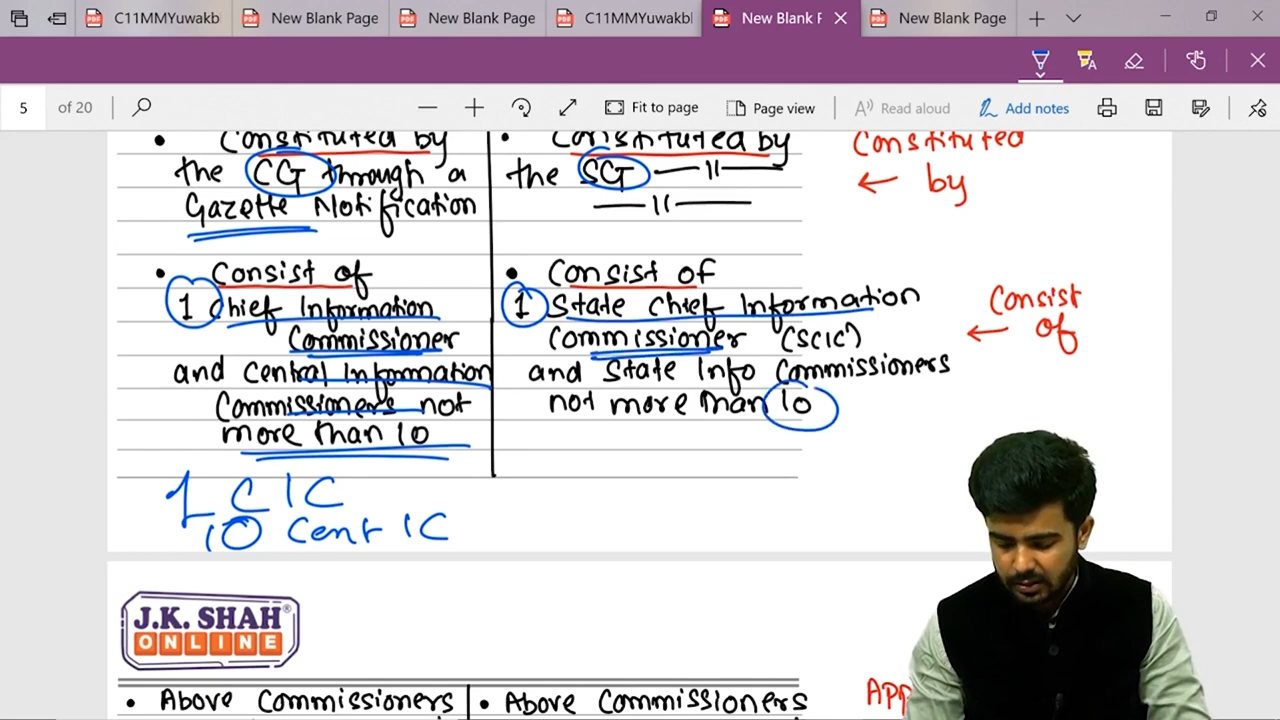 C11MMYuwakb
New Blank Page
New Blank Page
C11MMYuwakb
New Blank P
New Blank Page
5 of 20
Fit to page
Page view
Read aloud
Add notes
• Constituted by
the CG through a
Gazette Notification
• Constituted by
the SG —— 11 ——
—— 11 ——
Constituted
← by
• Consist of
1 Chief Information
Commissioner
and Central Information
Commissioners not
more than 10
• Consist of
1 State Chief Information
Commissioner (SCIC)
and State Info Commissioners
not more than 10
Consist
← of
1 CIC
10 Cent IC
J.K. SHAH®
ONLINE
• Above Commissioners
• Above Commissioners
App